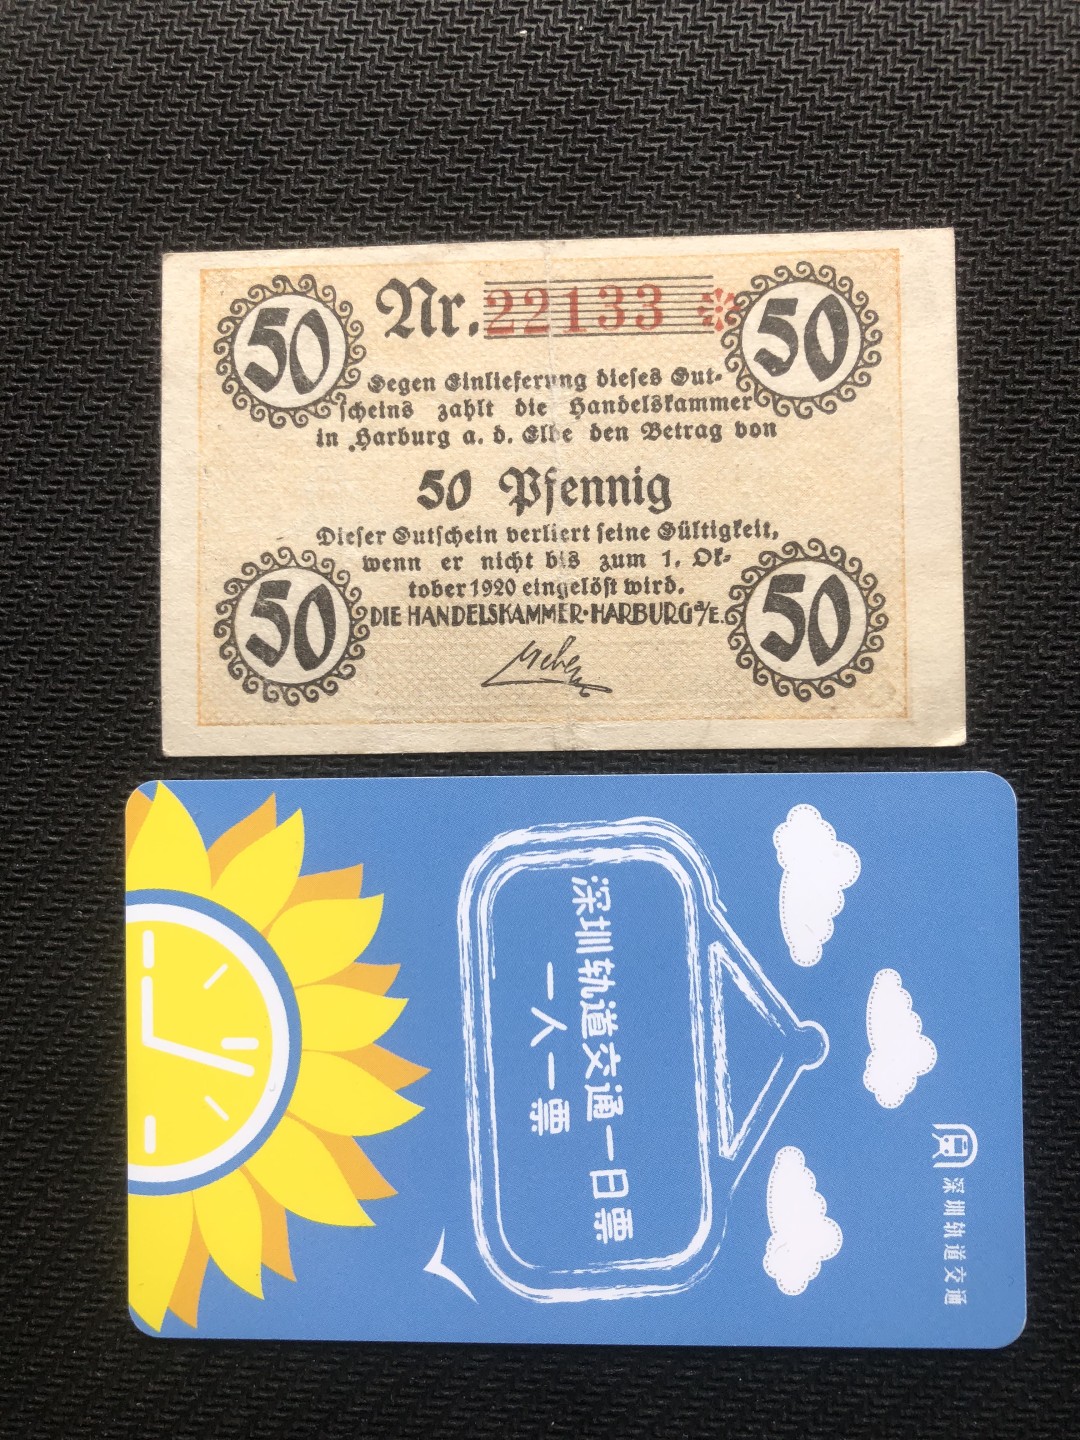 50
Nr. 22133
50
Gegen Einlieferung dieses Gut-
scheins zahlt die Handelskammer
in Harburg a. d. Elbe den Betrag von
50 Pfennig
Dieser Gutschein verliert seine Gültigkeit,
wenn er nicht bis zum 1. Ok-
tober 1920 eingelöst wird.
DIE HANDELSKAMMER·HARBURG a/E.
50
50
深圳轨道交通一日票
一人一票
深圳轨道交通